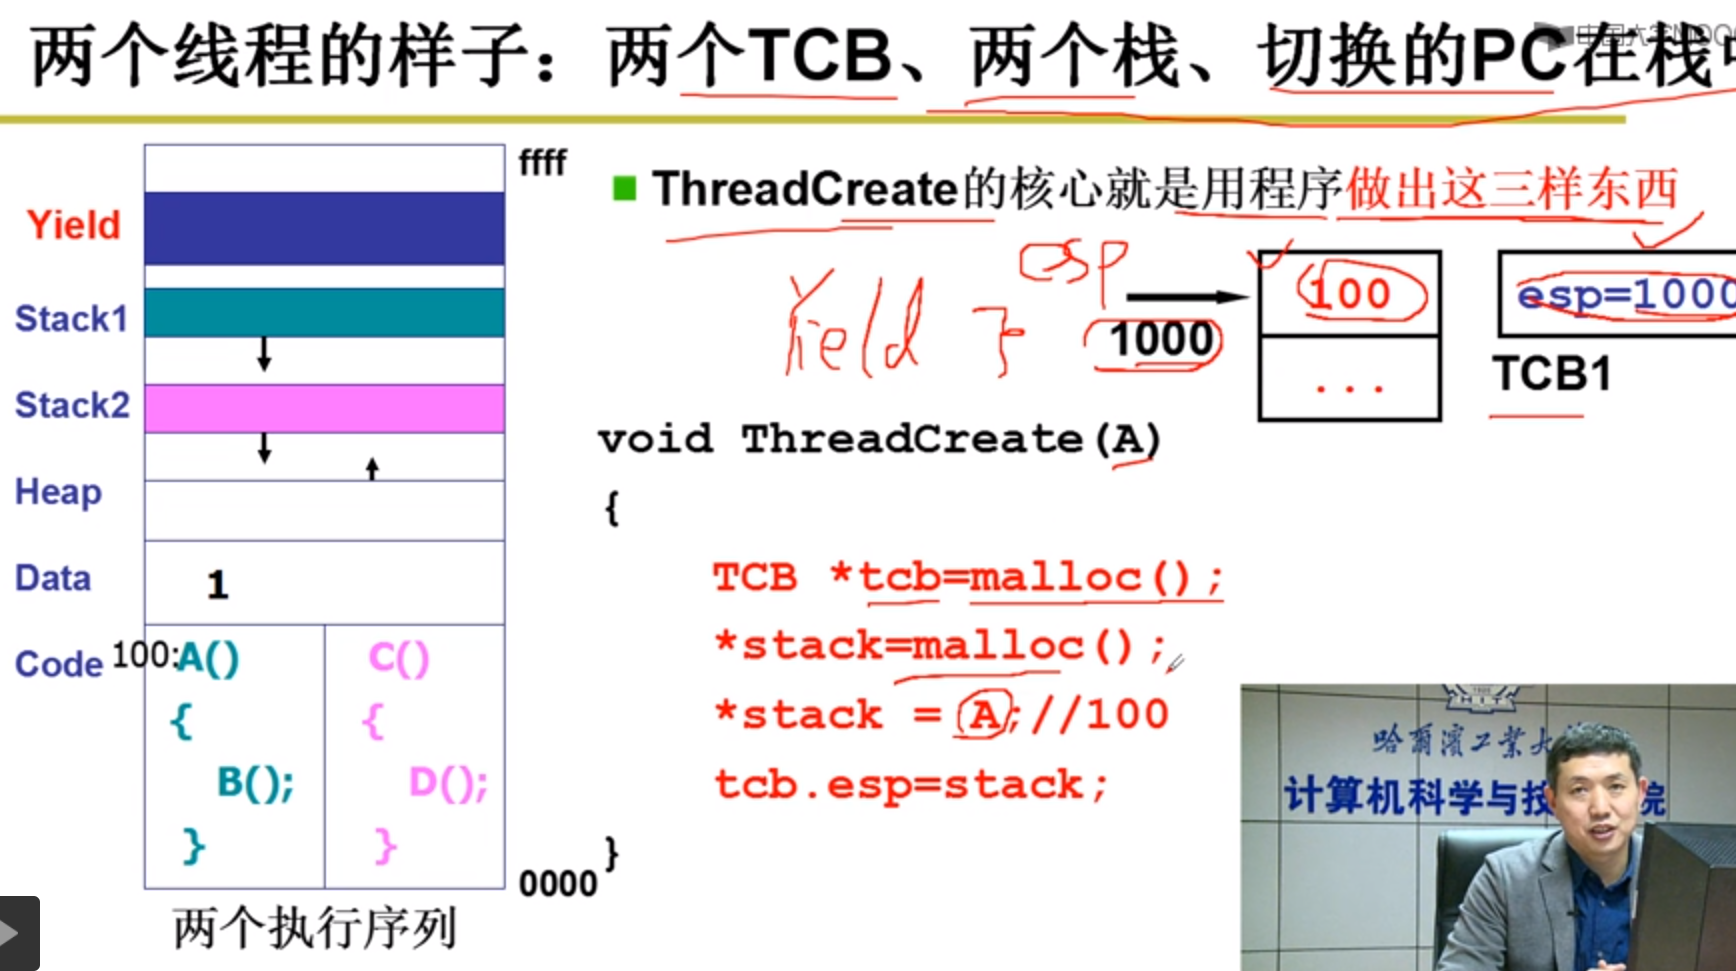 两个线程的样子：两个TCB、两个栈、切换的PC在栈中
ffff
Yield
Stack1
Stack2
Heap
Data 1
Code 100: A() C()
{ {
B(); D();
} }
0000
两个执行序列
ThreadCreate的核心就是用程序做出这三样东西
Yield }
esp
1000
100
...
esp=1000
TCB1
void ThreadCreate(A)
{
TCB *tcb=malloc();
*stack=malloc();
*stack = A;//100
tcb.esp=stack;
}
HIT
哈尔滨工业大
计算机科学与技 院